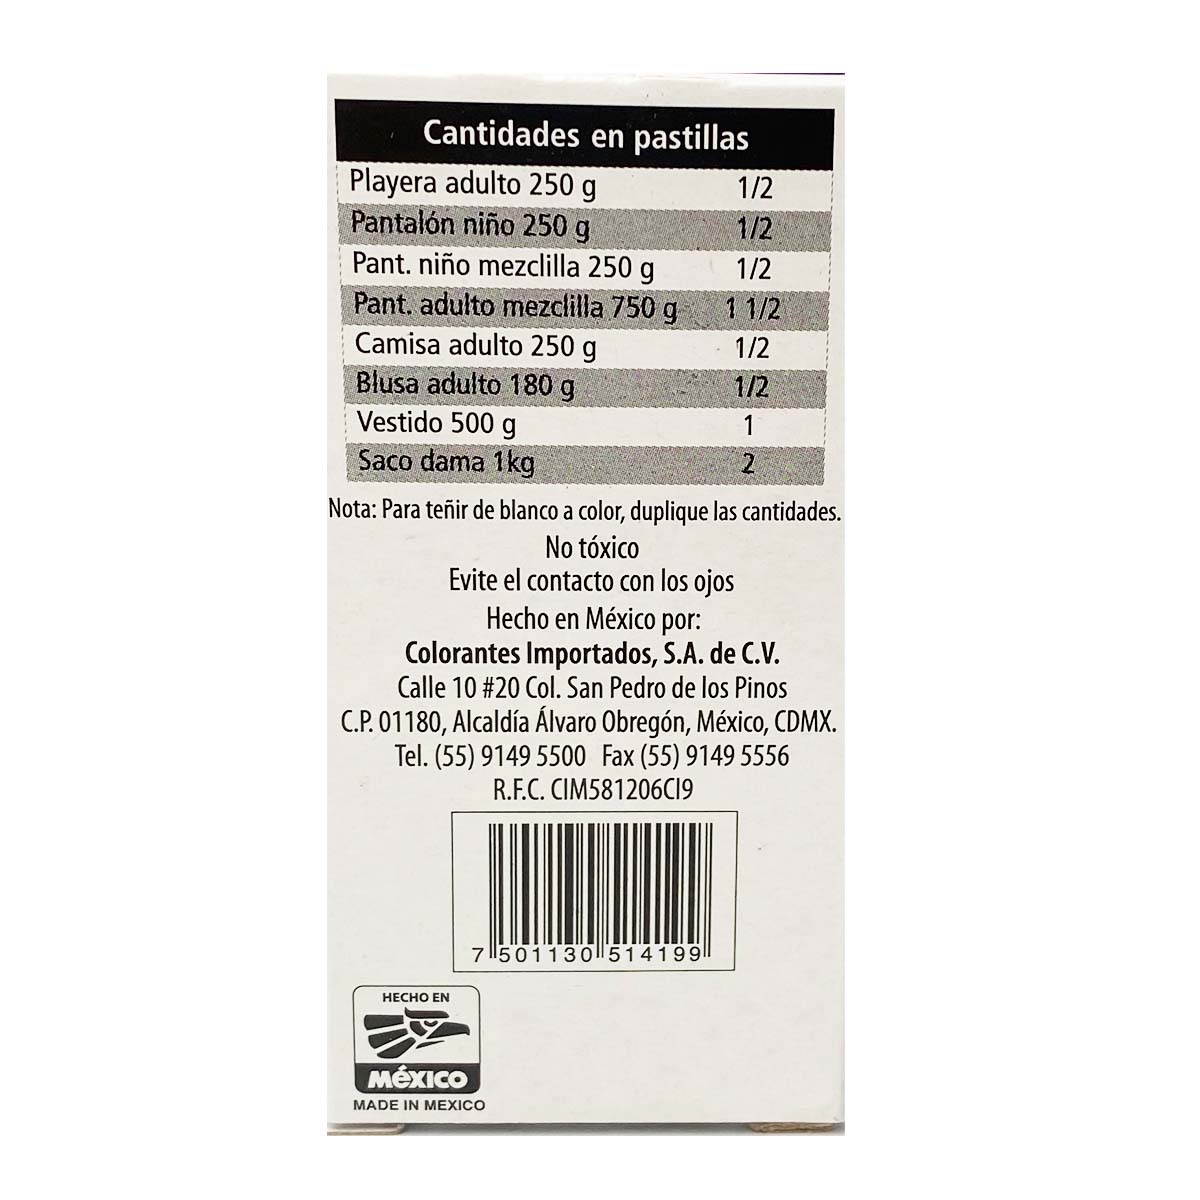 Cantidades en pastillas
Playera adulto 250 g 1/2
Pantalón niño 250 g 1/2
Pant. niño mezclilla 250 g 1/2
Pant. adulto mezclilla 750 g 1 1/2
Camisa adulto 250 g 1/2
Blusa adulto 180 g 1/2
Vestido 500 g 1
Saco dama 1kg 2
Nota: Para teñir de blanco a color, duplique las cantidades.
No tóxico
Evite el contacto con los ojos
Hecho en México por:
Colorantes Importados, S.A. de C.V.
Calle 10 #20 Col. San Pedro de los Pinos
C.P. 01180, Alcaldía Álvaro Obregón, México, CDMX.
Tel. (55) 9149 5500 Fax (55) 9149 5556
R.F.C. CIM581206CI9
7 501130 514199
HECHO EN
MéXICO
MADE IN MEXICO